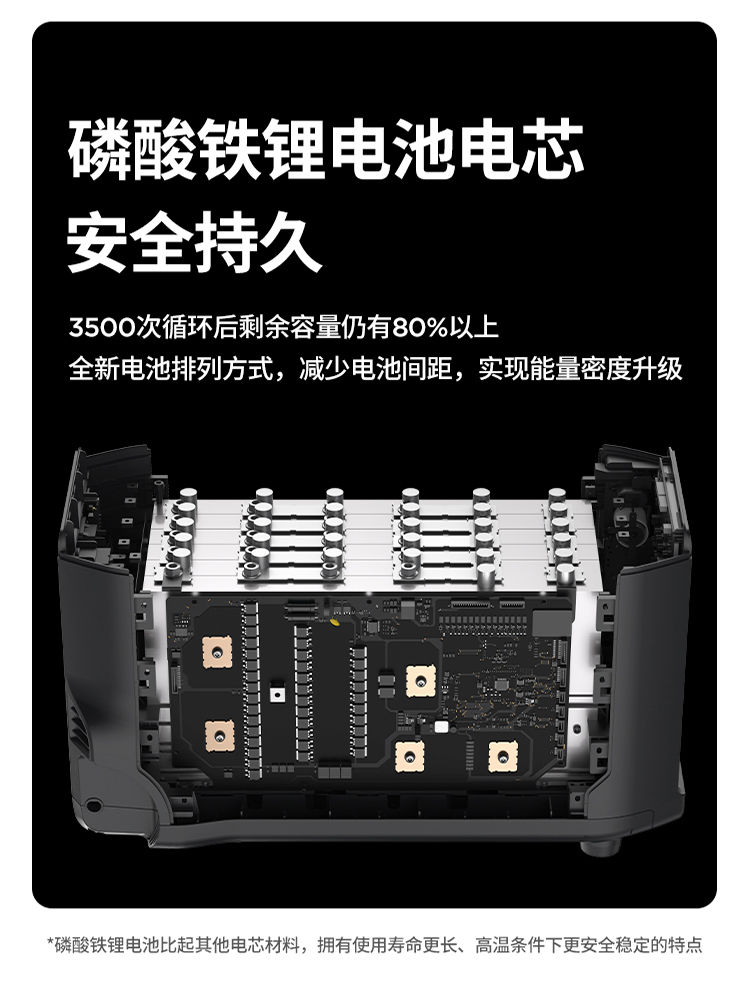 磷酸铁锂电池电芯
安全持久
3500次循环后剩余容量仍有80%以上
全新电池排列方式，减少电池间距，实现能量密度升级
*磷酸铁锂电池比起其他电芯材料，拥有使用寿命更长、高温条件下更安全稳定的特点